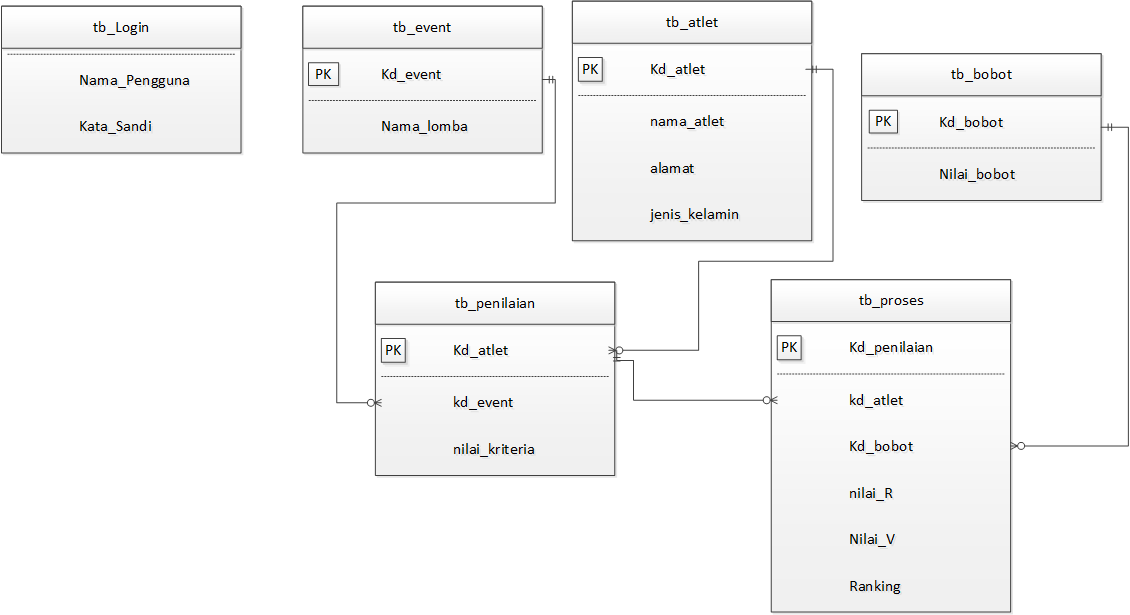 tb_Login
Nama_Pengguna
Kata_Sandi
tb_event
PK Kd_event
Nama_lomba
tb_atlet
PK Kd_atlet
nama_atlet
alamat
jenis_kelamin
tb_bobot
PK Kd_bobot
Nilai_bobot
tb_penilaian
PK Kd_atlet
kd_event
nilai_kriteria
tb_proses
PK Kd_penilaian
kd_atlet
Kd_bobot
nilai_R
Nilai_V
Ranking